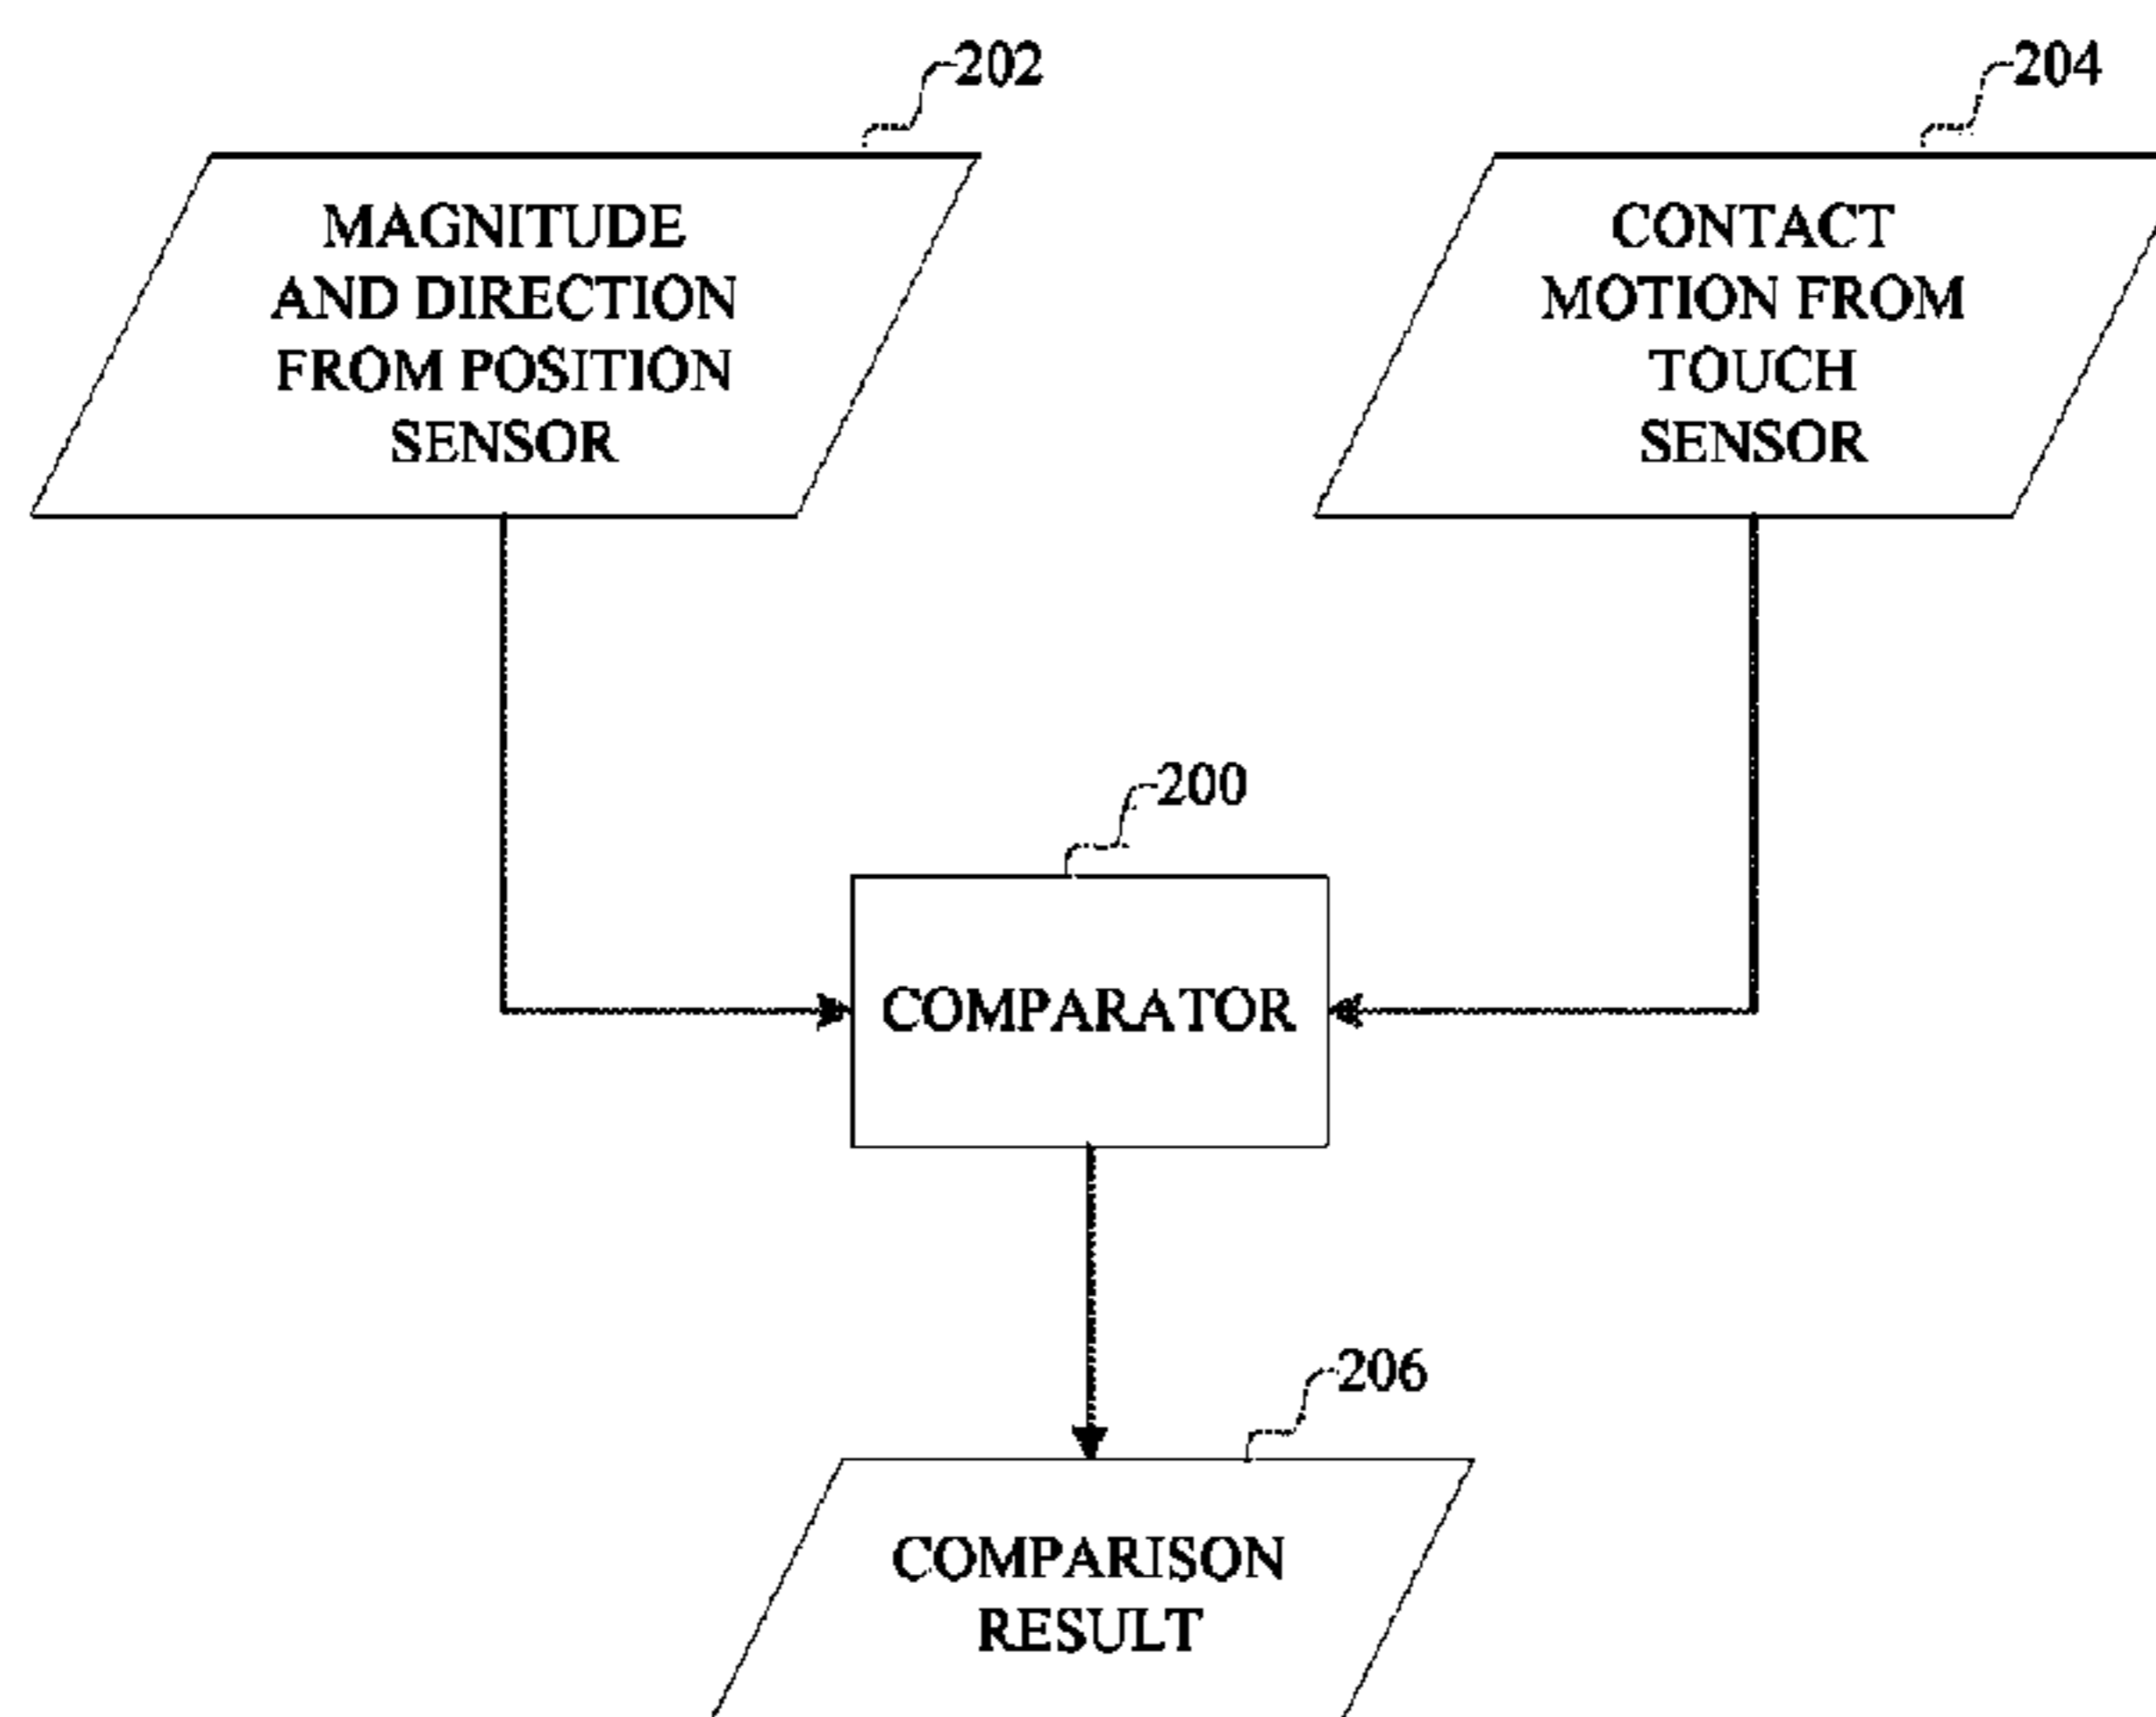 202
204
MAGNITUDE
AND DIRECTION
FROM POSITION
SENSOR
CONTACT
MOTION FROM
TOUCH
SENSOR
200
COMPARATOR
206
COMPARISON
RESULT